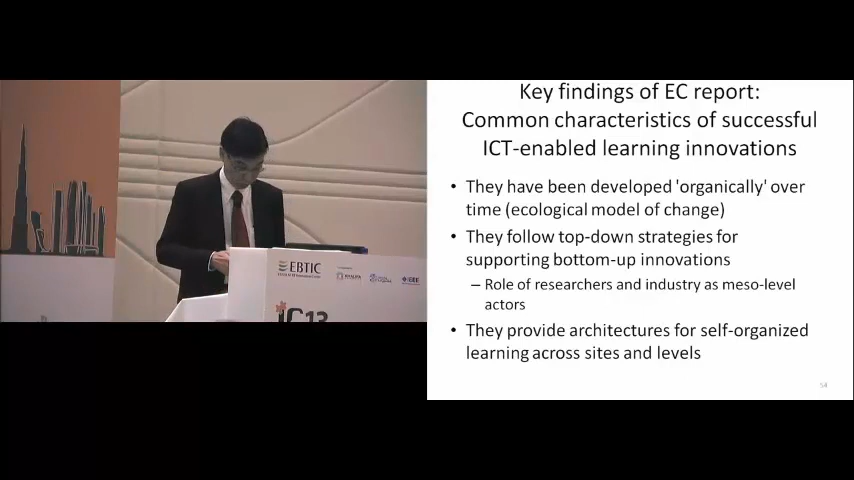 Key findings of EC report:
Common characteristics of successful
ICT-enabled learning innovations
• They have been developed 'organically' over
time (ecological model of change)
• They follow top-down strategies for
supporting bottom-up innovations
– Role of researchers and industry as meso-level
actors
• They provide architectures for self-organized
learning across sites and levels
54
EBTIC
IEEE